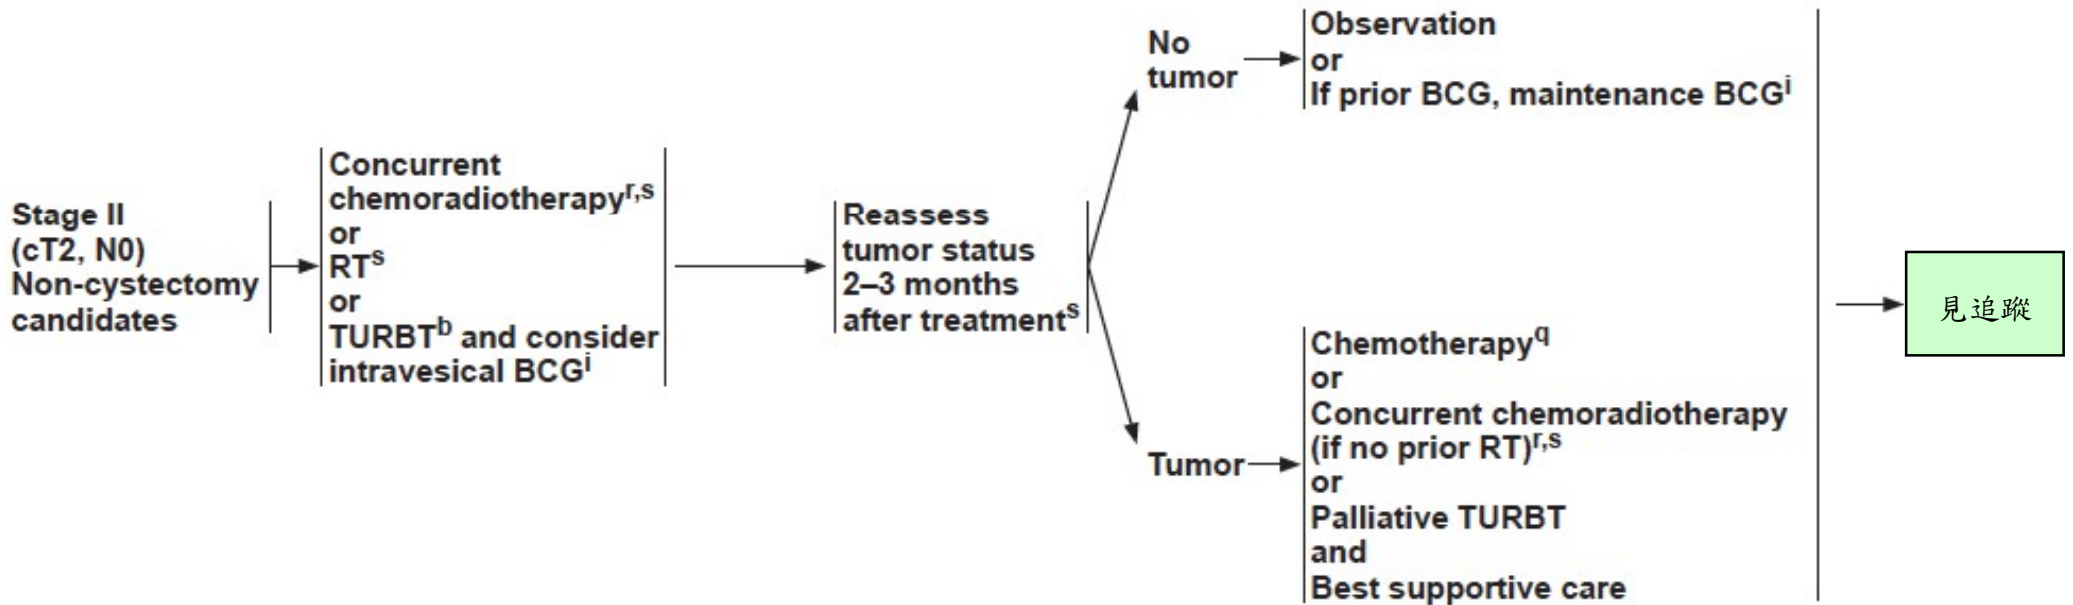 Stage II
(cT2, N0)
Non-cystectomy
candidates
Concurrent
chemoradiotherapyr,s
or
RTs
or
TURBTb and consider
intravesical BCGi
Reassess
tumor status
2–3 months
after treatments
No
tumor
Observation
or
If prior BCG, maintenance BCGi
Tumor
Chemotherapyq
or
Concurrent chemoradiotherapy
(if no prior RT)r,s
or
Palliative TURBT
and
Best supportive care
見追蹤